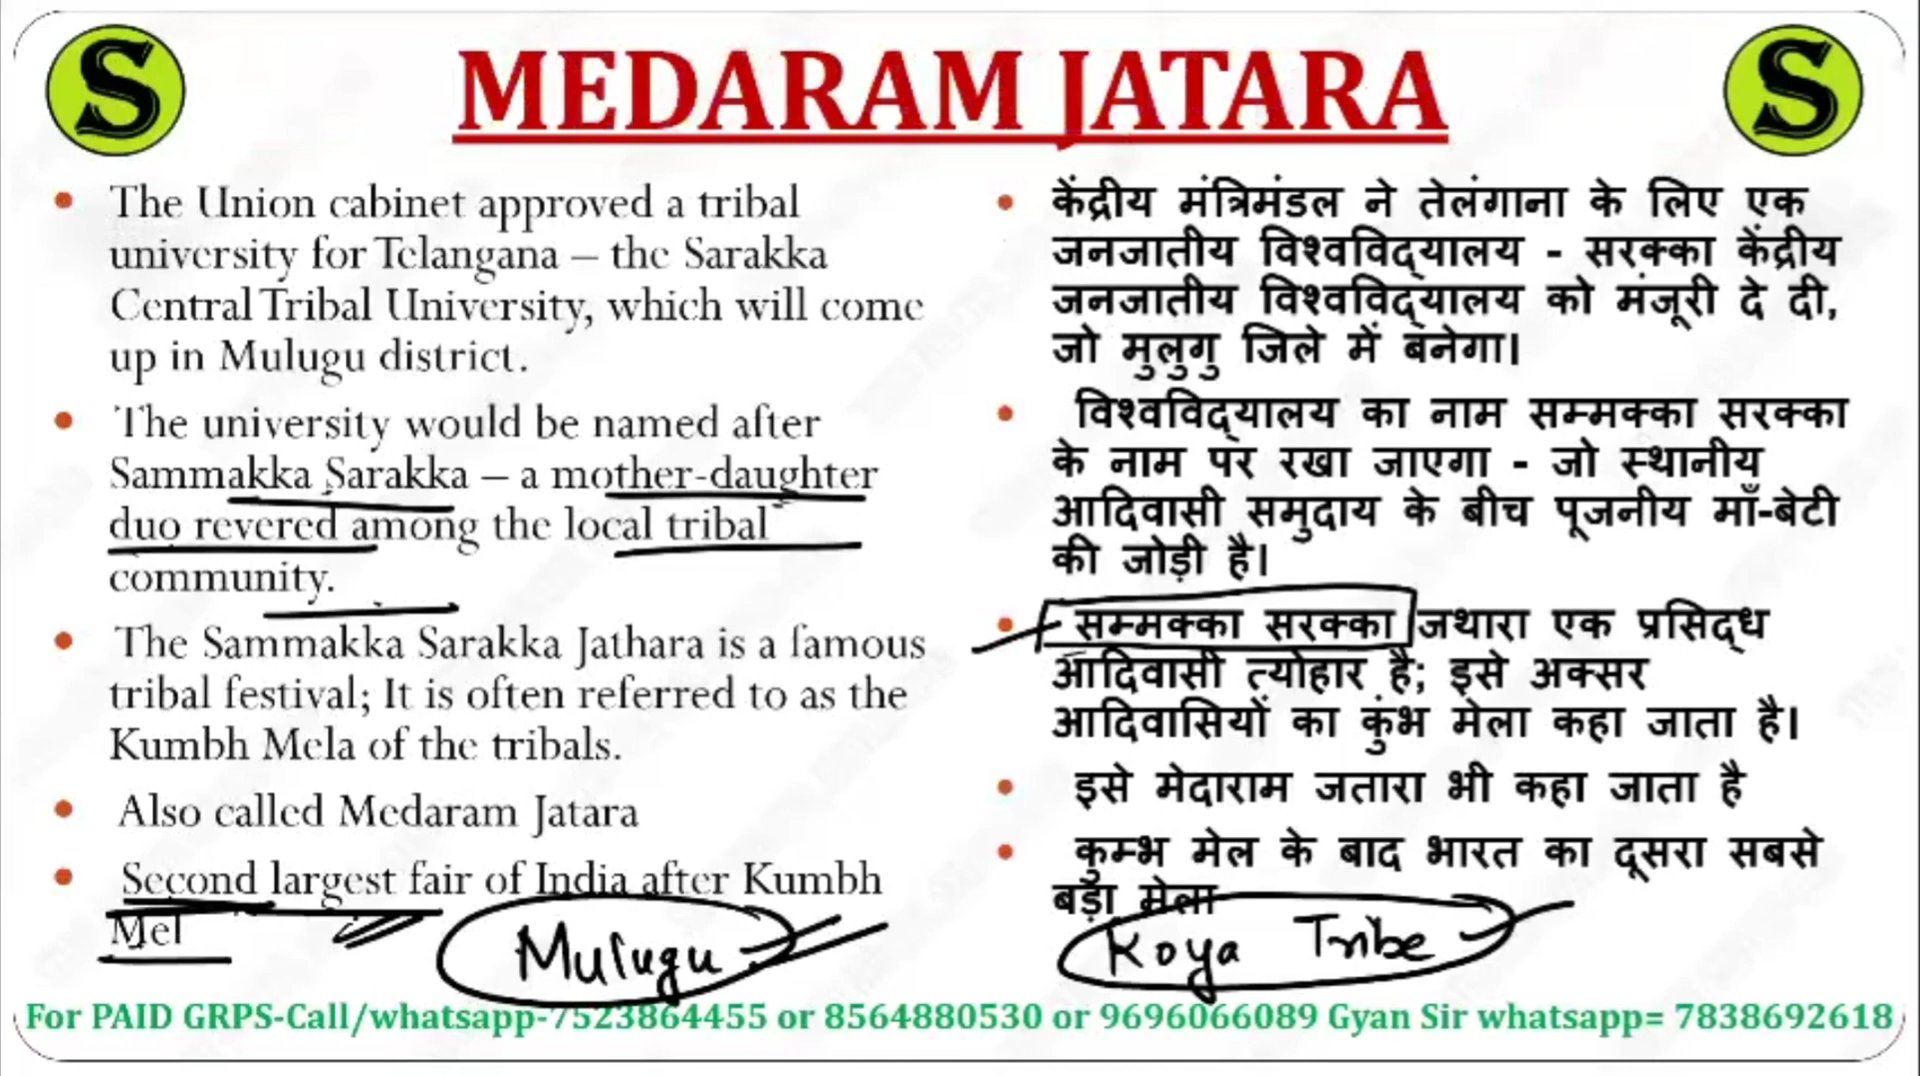 S
MEDARAM JATARA
S
• The Union cabinet approved a tribal
university for Telangana – the Sarakka
Central Tribal University, which will come
up in Mulugu district.
• The university would be named after
Sammakka Sarakka – a mother-daughter
duo revered among the local tribal
community.
• The Sammakka Sarakka Jathara is a famous
tribal festival; It is often referred to as the
Kumbh Mela of the tribals.
• Also called Medaram Jatara
• Second largest fair of India after Kumbh
Mel
Mulugu
• केंद्रीय मंत्रिमंडल ने तेलंगाना के लिए एक
जनजातीय विश्वविद्यालय - सरक्का केंद्रीय
जनजातीय विश्वविद्यालय को मंजूरी दे दी,
जो मुलुगु जिले में बनेगा।
• विश्वविद्यालय का नाम सम्मक्का सरक्का
के नाम पर रखा जाएगा - जो स्थानीय
आदिवासी समुदाय के बीच पूजनीय माँ-बेटी
की जोड़ी है।
• सम्मक्का सरक्का जथारा एक प्रसिद्ध
आदिवासी त्योहार है; इसे अक्सर
आदिवासियों का कुंभ मेला कहा जाता है।
• इसे मेदाराम जतारा भी कहा जाता है
• कुम्भ मेल के बाद भारत का दूसरा सबसे
बड़ा मेला
Koya Tribe
For PAID GRPS-Call/whatsapp-7523864455 or 8564880530 or 9696066089 Gyan Sir whatsapp= 7838692618